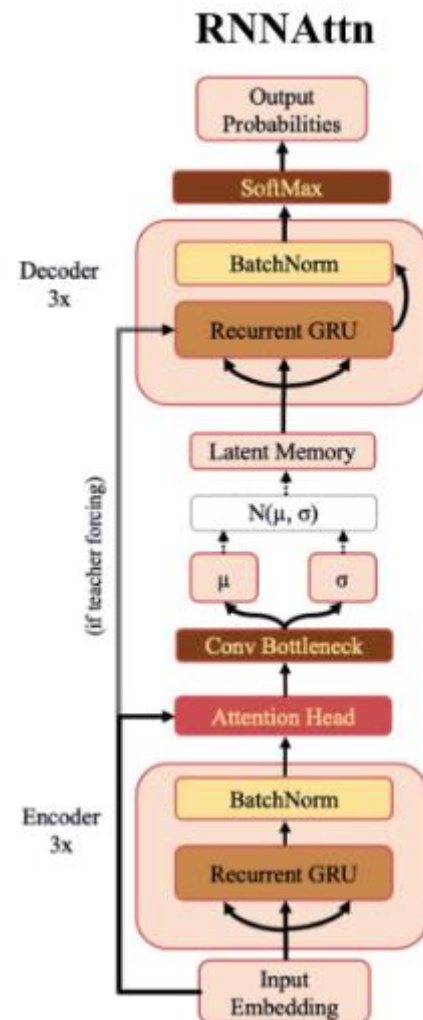 RNNAttn
Output
Probabilities
SoftMax
BatchNorm
Decoder
3x
Recurrent GRU
Latent Memory
N(μ, σ)
(if teacher forcing)
μ
σ
Conv Bottleneck
Attention Head
BatchNorm
Encoder
3x
Recurrent GRU
Input
Embedding